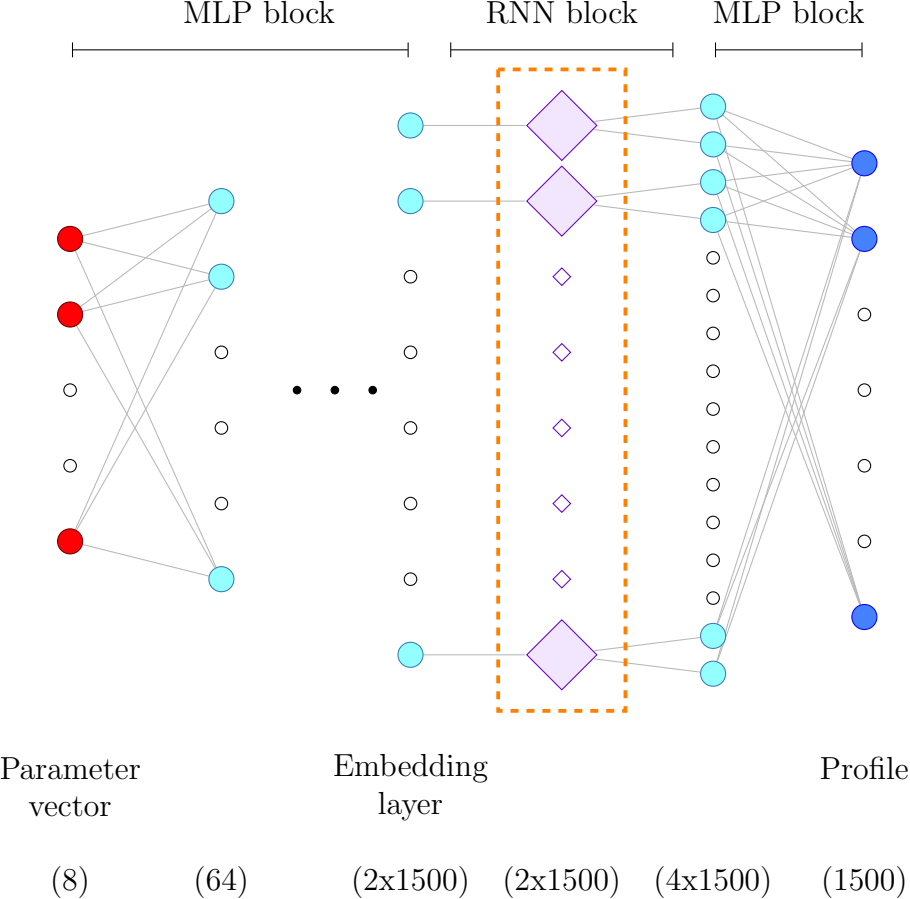 MLP block RNN block MLP block
Parameter
vector
Embedding
layer
Profile
(8) (64) (2x1500) (2x1500) (4x1500) (1500)